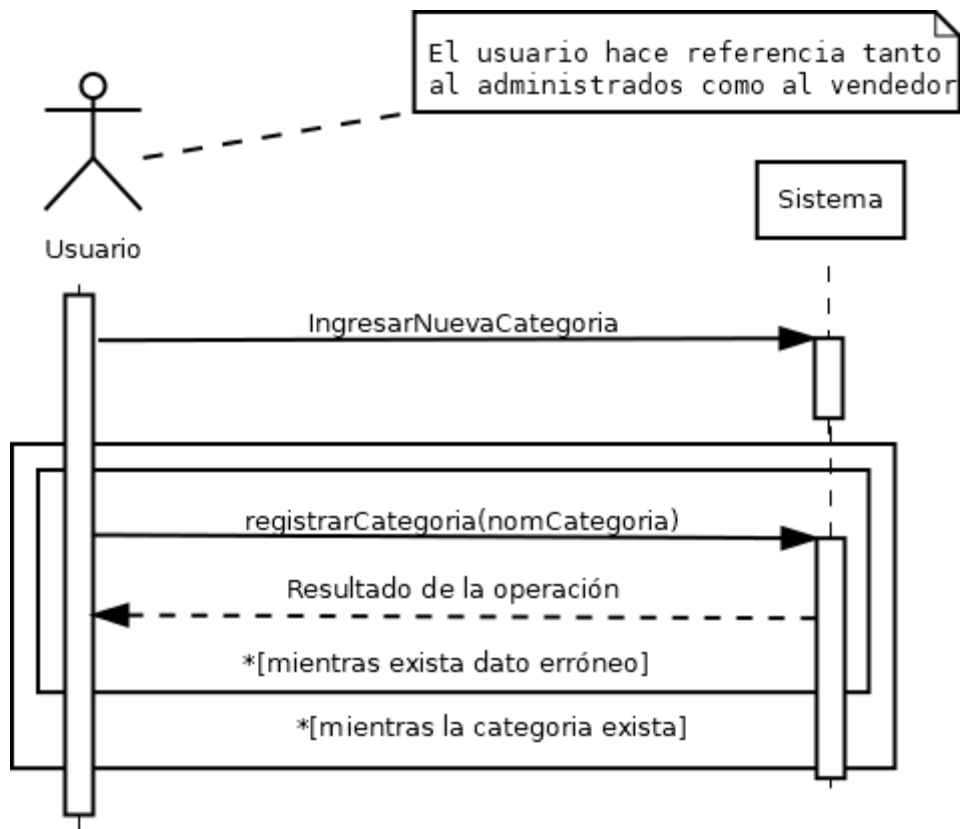 El usuario hace referencia tanto
al administrados como al vendedor
Sistema
Usuario
IngresarNuevaCategoria
registrarCategoria(nomCategoria)
Resultado de la operación
*[mientras exista dato erróneo]
*[mientras la categoria exista]